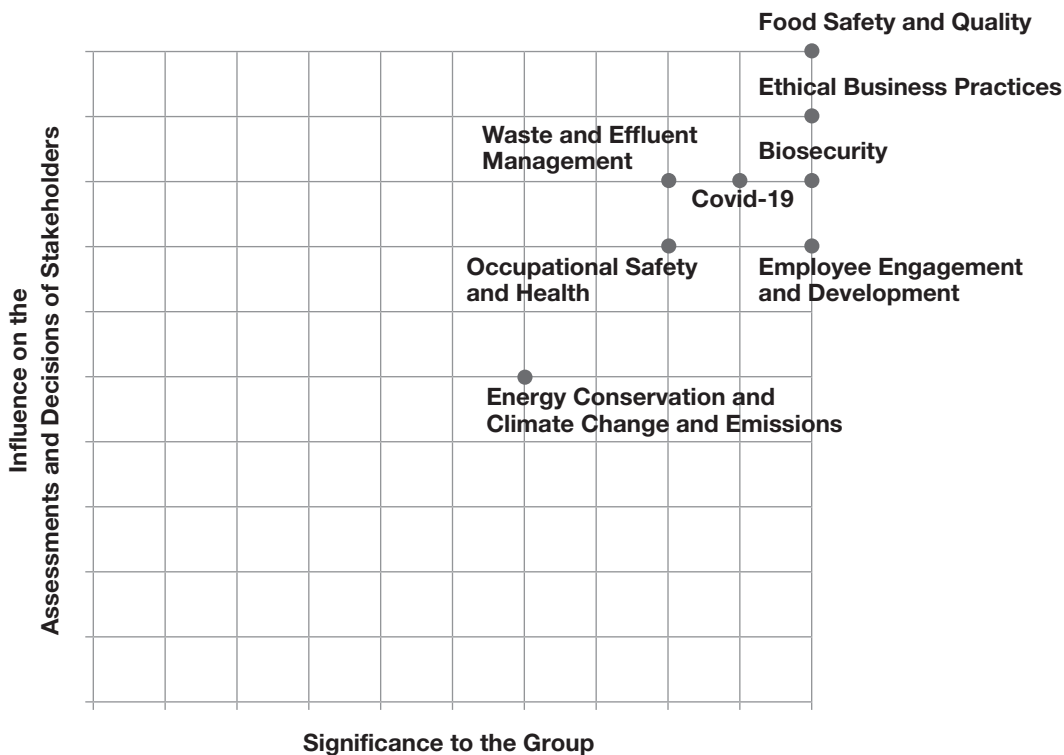 Food Safety and Quality
Ethical Business Practices
Waste and Effluent
Management
Biosecurity
Covid-19
Occupational Safety
and Health
Employee Engagement
and Development
Energy Conservation and
Climate Change and Emissions
Influence on the
Assessments and Decisions of Stakeholders
Significance to the Group